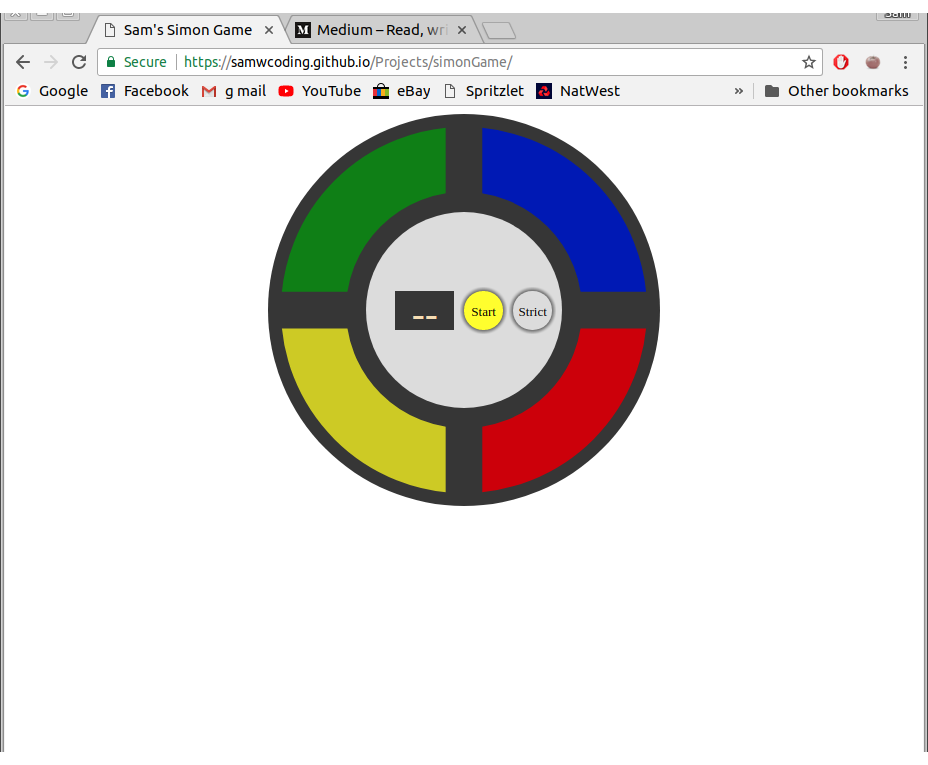 Sam
Sam's Simon Game
Medium – Read, wri
Secure
https://samwcoding.github.io/Projects/simonGame/
Google Facebook g mail YouTube eBay Spritzlet NatWest » Other bookmarks
-- Start Strict